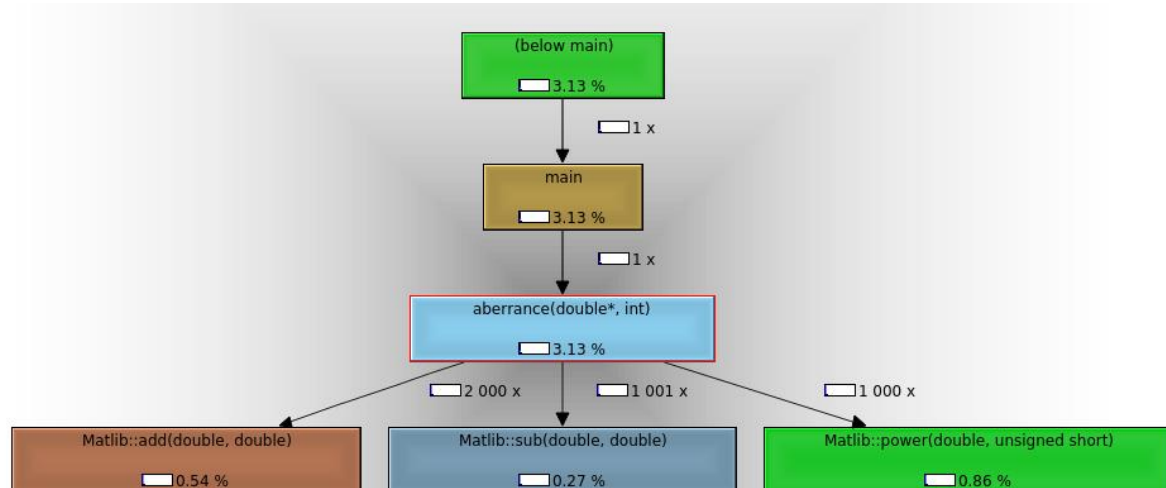 (below main)
3.13 %
1 x
main
3.13 %
1 x
aberrance(double*, int)
3.13 %
2 000 x
1 001 x
1 000 x
Matlib::add(double, double)
Matlib::sub(double, double)
Matlib::power(double, unsigned short)
0.54 %
0.27 %
0.86 %